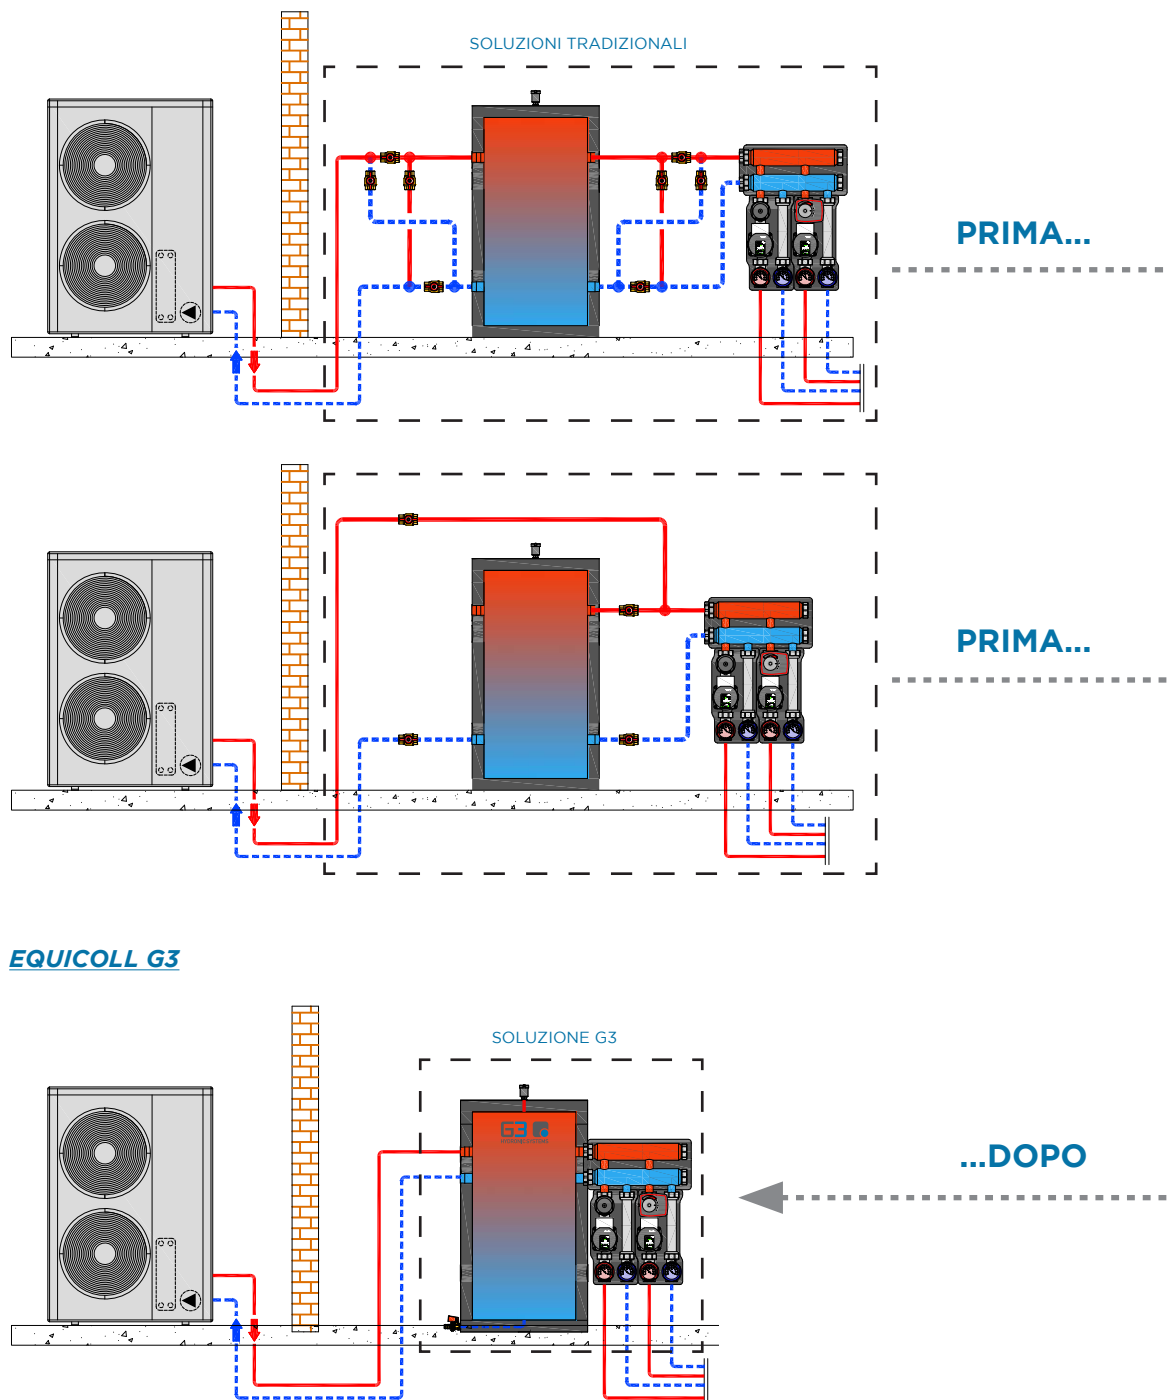 SOLUZIONI TRADIZIONALI
PRIMA...
PRIMA...
EQUICOLL G3
SOLUZIONE G3
G3
...DOPO